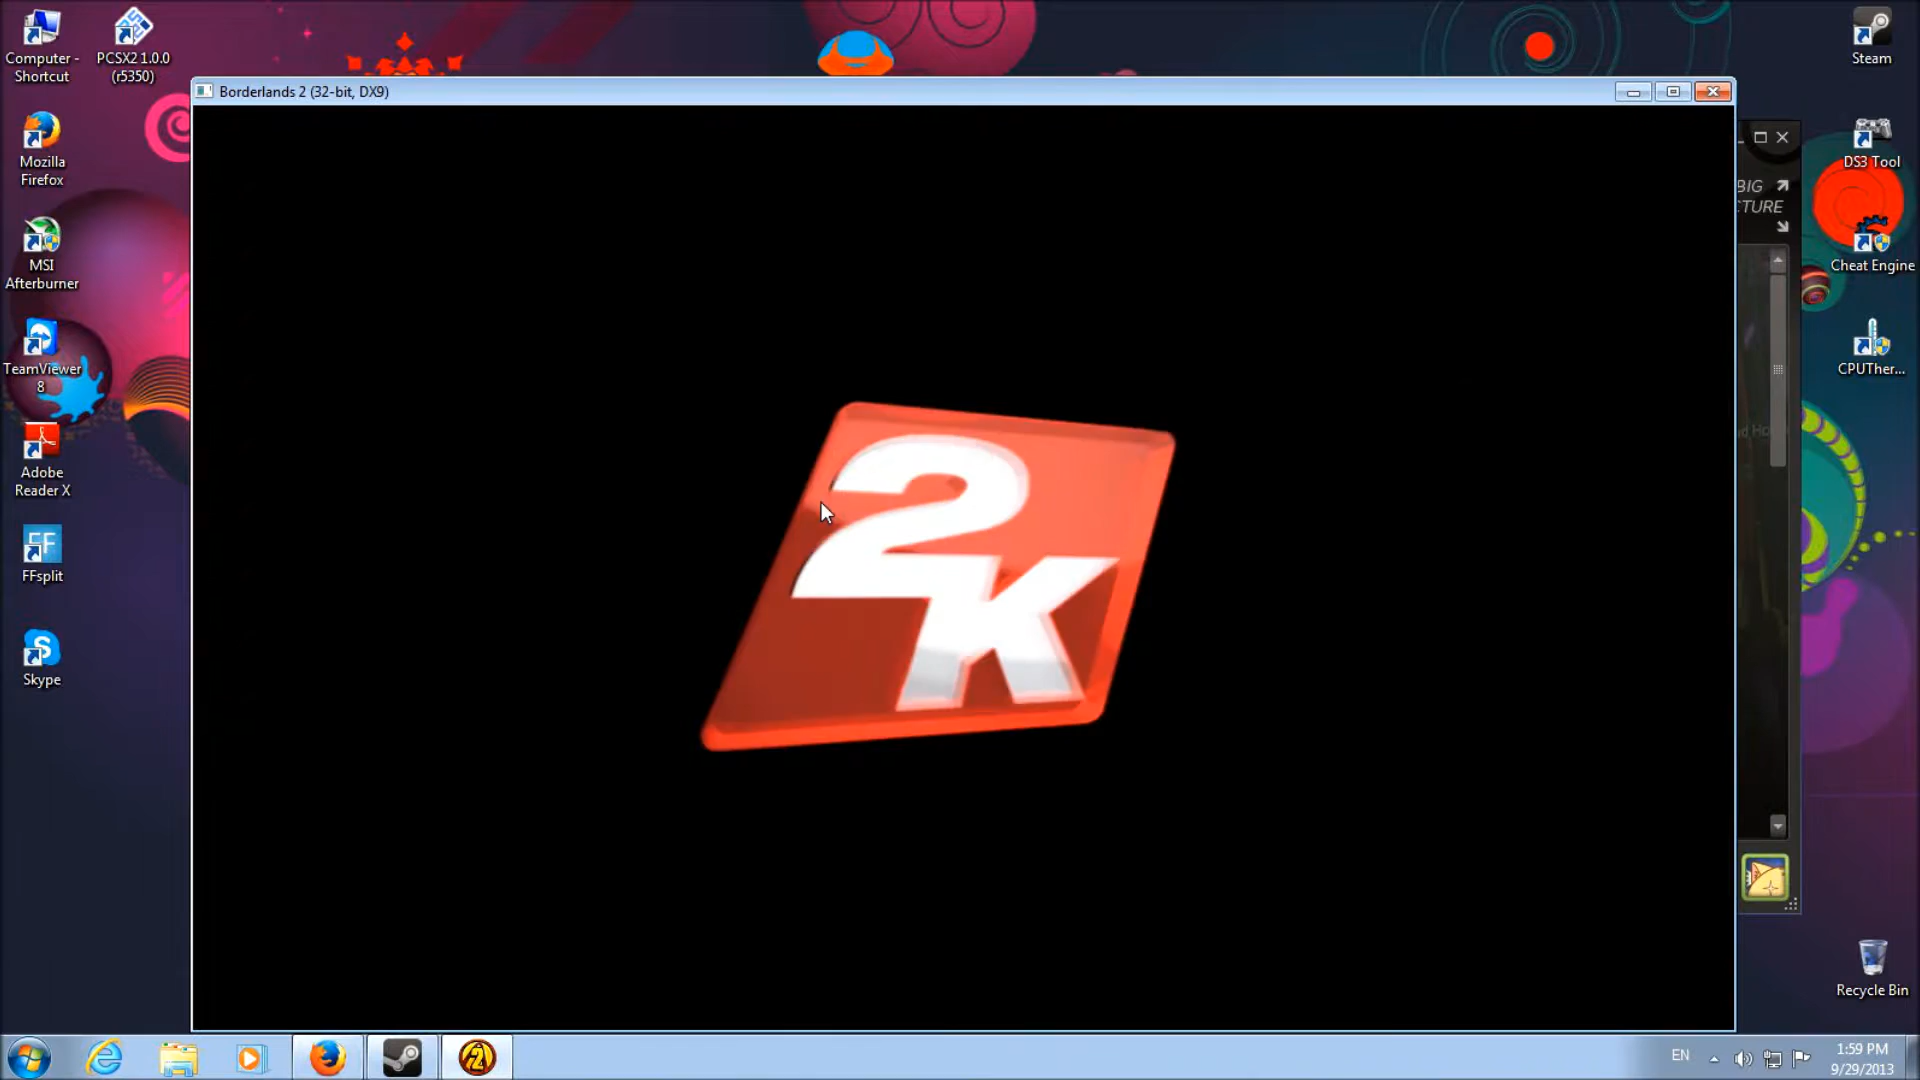 Computer -
Shortcut
PCSX2 1.0.0
(r5350)
Mozilla
Firefox
MSI
Afterburner
TeamViewer
8
Adobe
Reader X
FF
FFsplit
S
Skype
Borderlands 2 (32-bit, DX9)
2K
BIG
CTURE
Steam
DS3 Tool
Cheat Engine
CPUTher...
Recycle Bin
EN
1:59 PM
9/29/2013